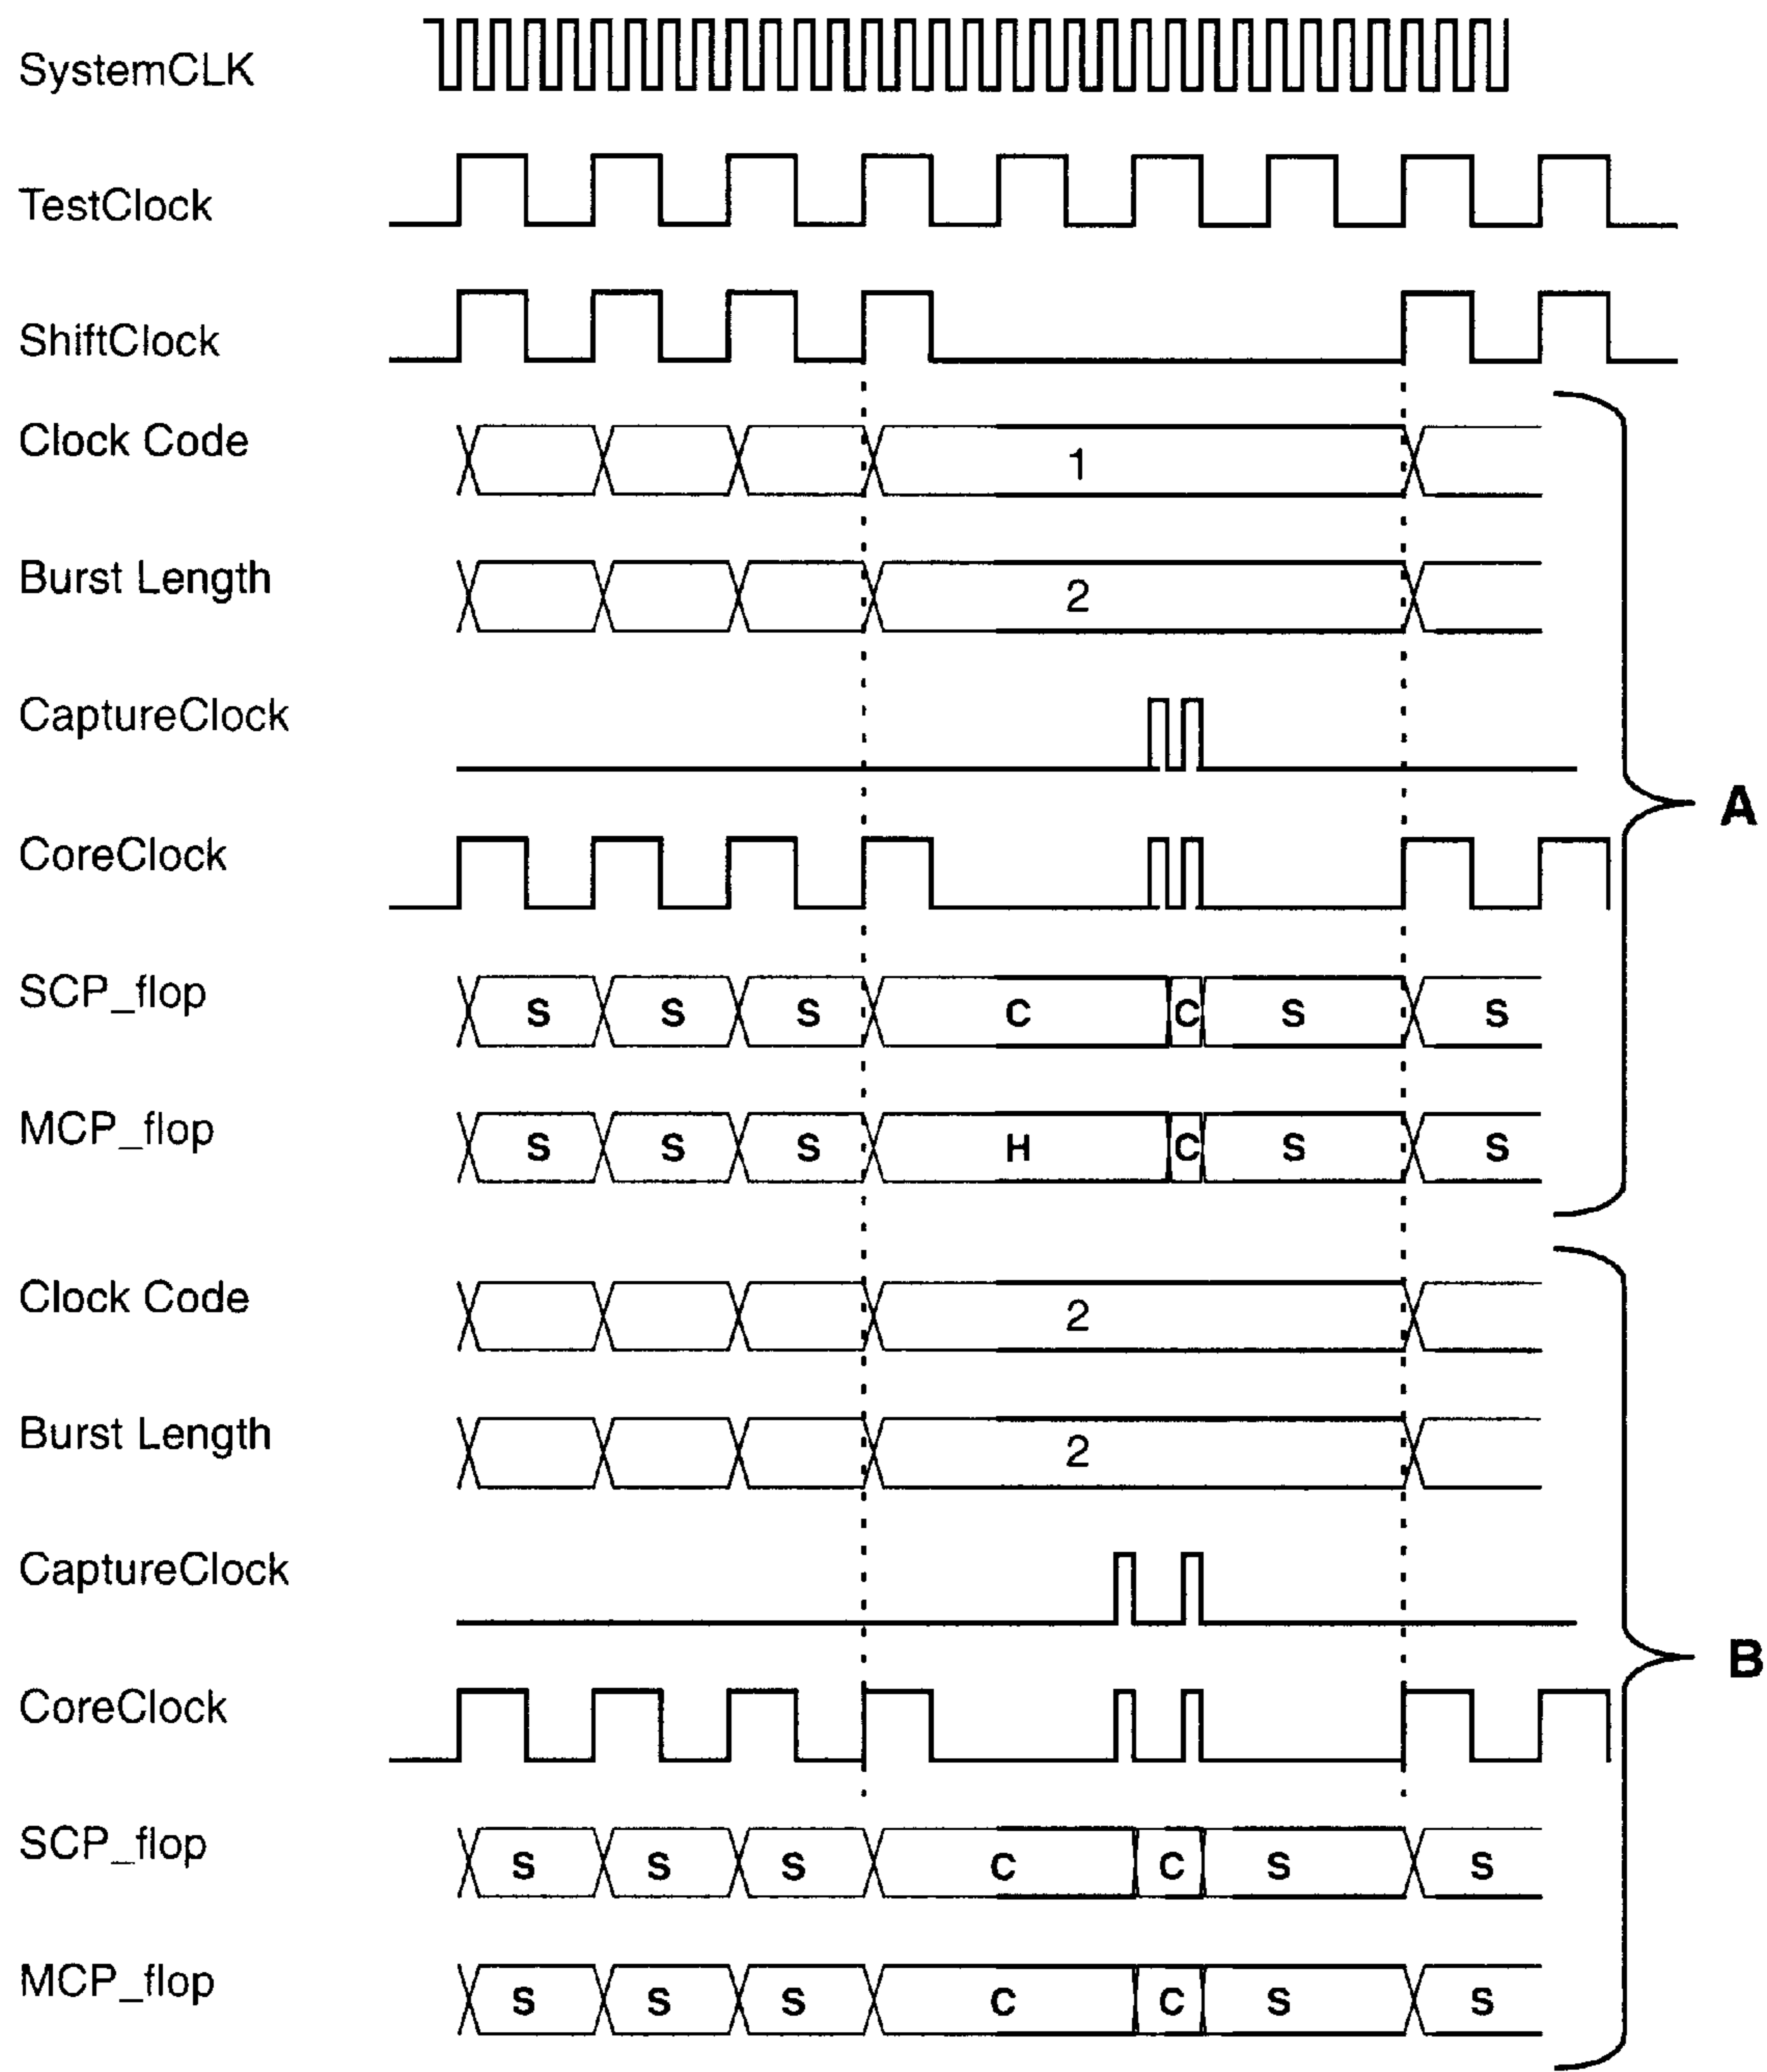 SystemCLK
TestClock
ShiftClock
Clock Code
1
Burst Length
2
CaptureClock
A
CoreClock
SCP_flop
S S S C C S S
MCP_flop
S S S H C S S
Clock Code
2
Burst Length
2
CaptureClock
B
CoreClock
SCP_flop
S S S C C S S
MCP_flop
S S S C C S S